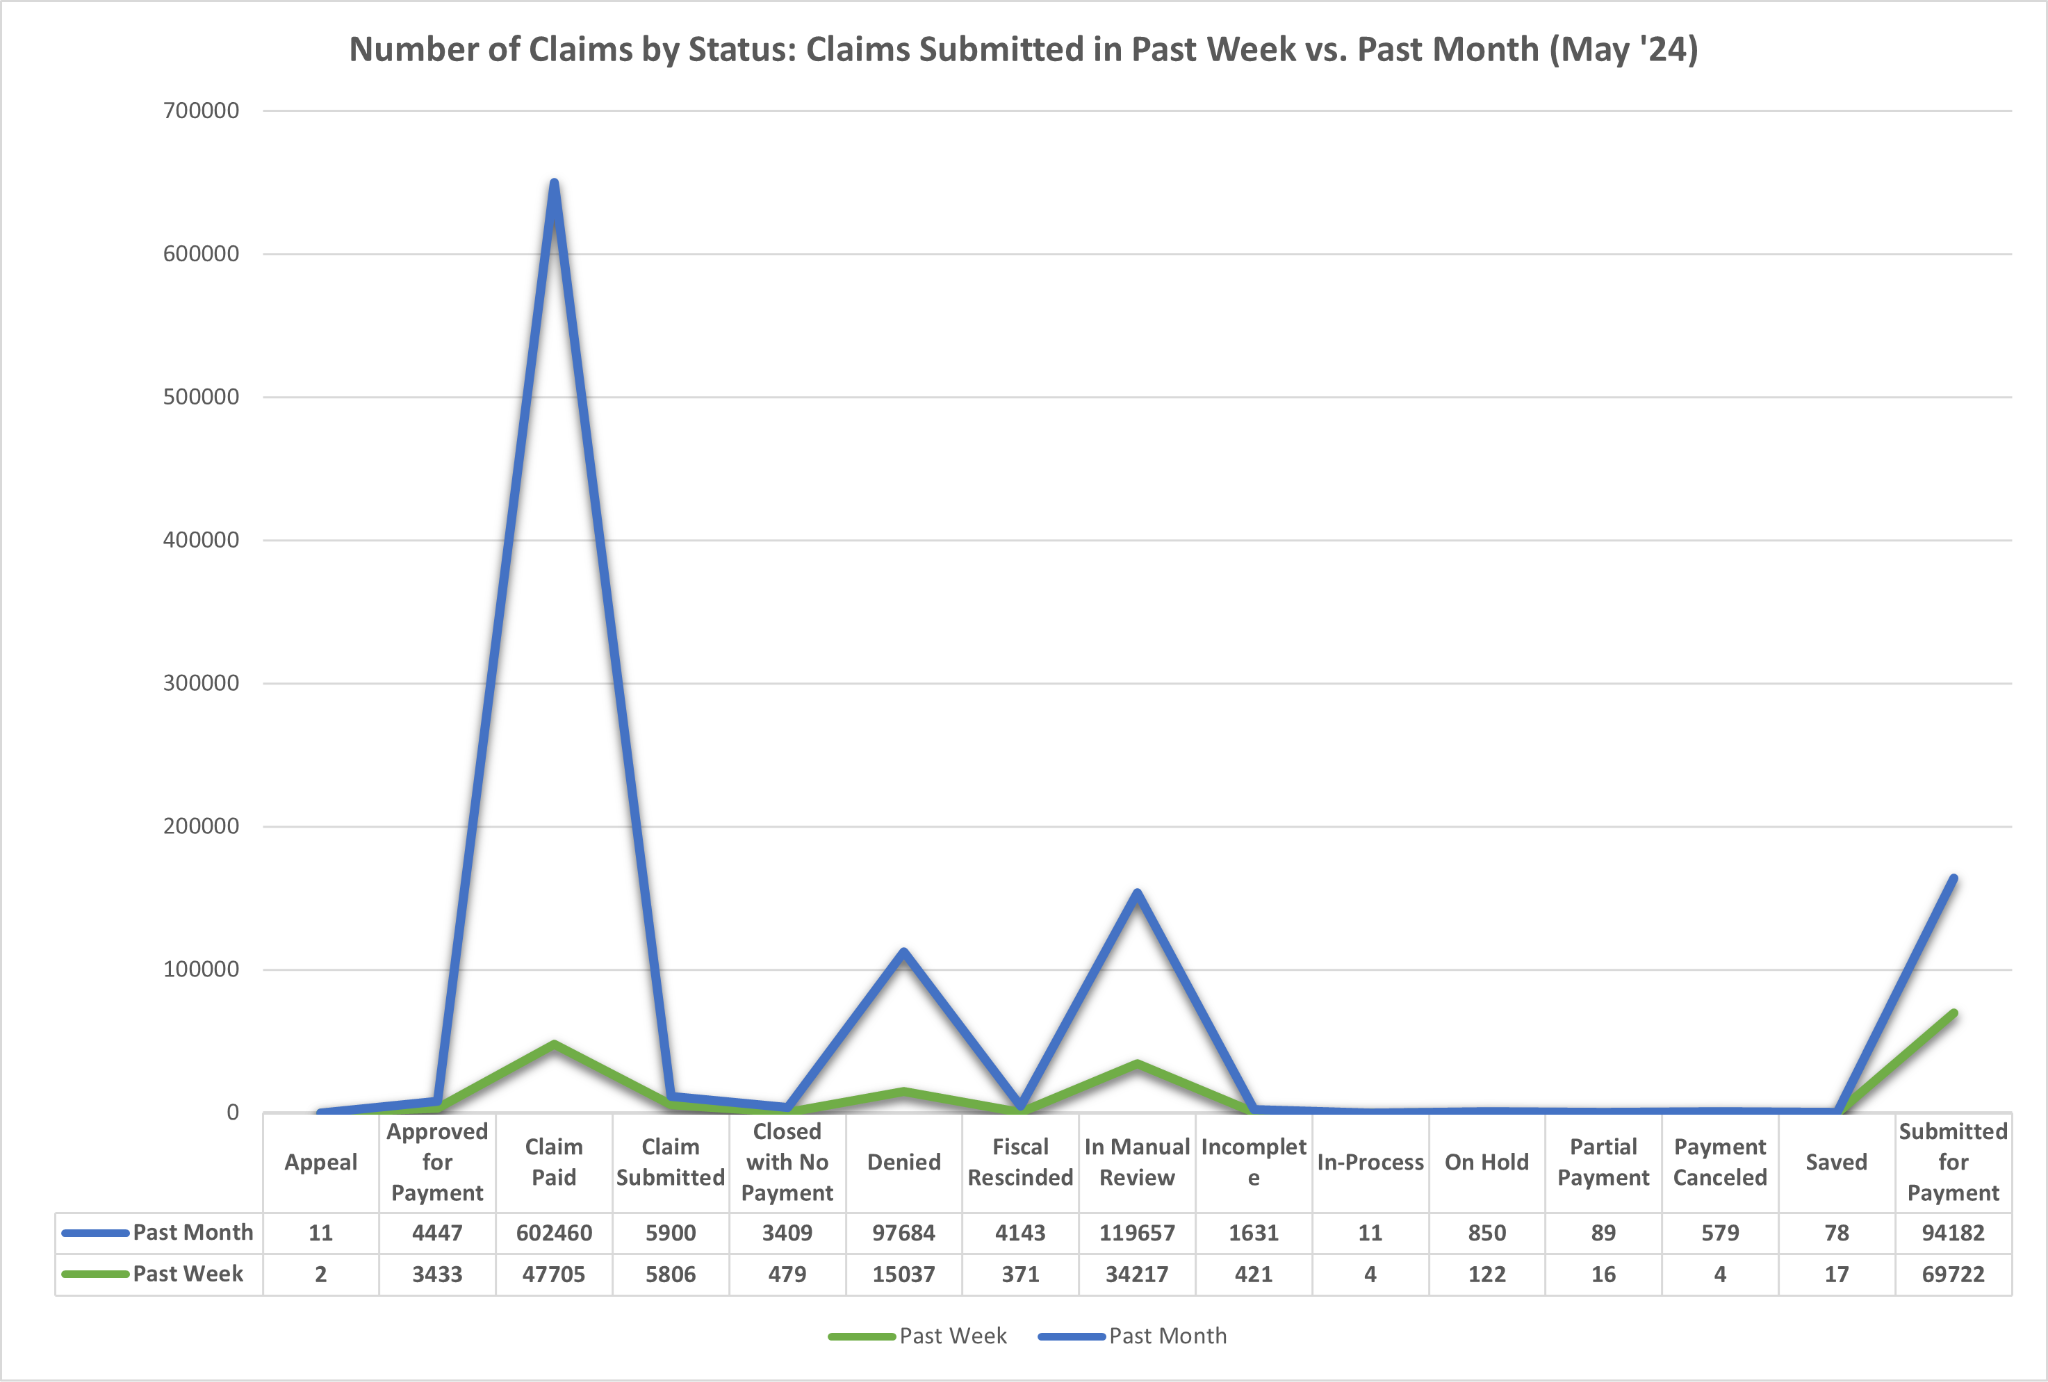 Number of Claims by Status: Claims Submitted in Past Week vs. Past Month (May '24)
700000
600000
500000
400000
300000
200000
100000
0
Appeal
Approved
for
Payment
Claim
Paid
Claim
Submitted
Closed
with No
Payment
Denied
Fiscal
Rescinded
In Manual
Review
Incomplet
e
In-Process
On Hold
Partial
Payment
Payment
Canceled
Saved
Submitted
for
Payment
Past Month 11 4447 602460 5900 3409 97684 4143 119657 1631 11 850 89 579 78 94182
Past Week 2 3433 47705 5806 479 15037 371 34217 421 4 122 16 4 17 69722
Past Week Past Month